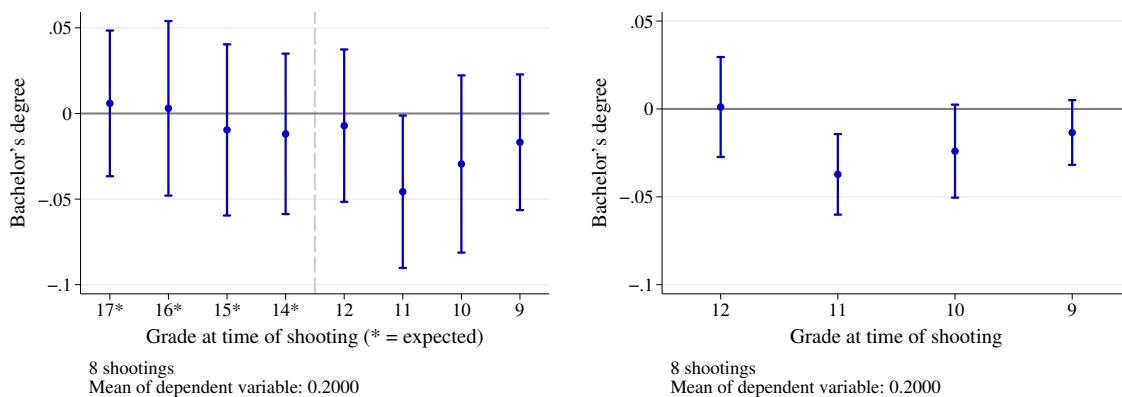 Bachelor's degree
.05
0
−.05
−.1
17* 16* 15* 14* 12 11 10 9
Grade at time of shooting (* = expected)
8 shootings
Mean of dependent variable: 0.2000
Bachelor's degree
.05
0
−.05
−.1
12 11 10 9
Grade at time of shooting
8 shootings
Mean of dependent variable: 0.2000